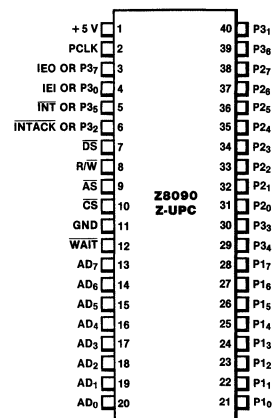 +5 V 1 40 P3₁
PCLK 2 39 P3₆
IEO OR P3₇ 3 38 P2₇
IEI OR P3₀ 4 37 P2₆
INT OR P3₅ 5 36 P2₅
INTACK OR P3₂ 6 35 P2₄
DS 7 34 P2₃
R/W 8 33 P2₂
AS 9 32 P2₁
CS 10 31 P2₀
GND 11 30 P3₃
WAIT 12 29 P3₄
AD₇ 13 28 P1₇
AD₆ 14 27 P1₆
AD₅ 15 26 P1₅
AD₄ 16 25 P1₄
AD₃ 17 24 P1₃
AD₂ 18 23 P1₂
AD₁ 19 22 P1₁
AD₀ 20 21 P1₀
Z8090
Z-UPC